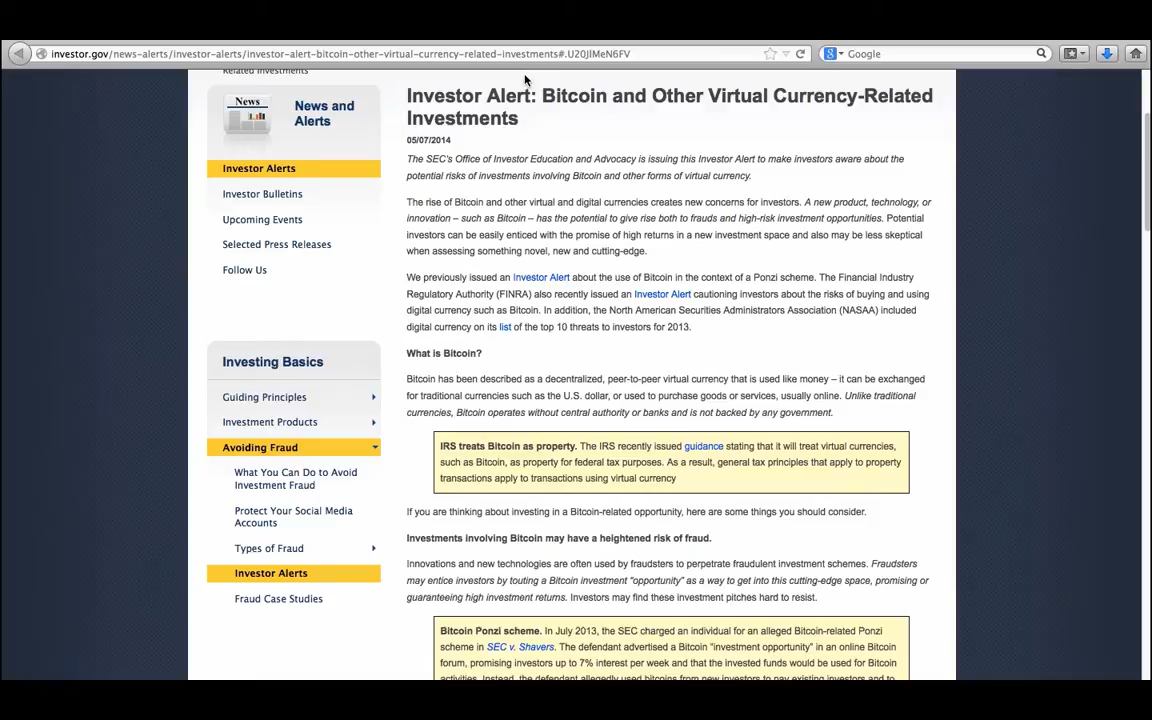 investor.gov/news-alerts/investor-alerts/investor-alert-bitcoin-other-virtual-currency-related-investments#.U20JlMeN6FV
Google
Related Investments
News
News and
Alerts
Investor Alerts
Investor Bulletins
Upcoming Events
Selected Press Releases
Follow Us
Investing Basics
Guiding Principles
Investment Products
Avoiding Fraud
What You Can Do to Avoid
Investment Fraud
Protect Your Social Media
Accounts
Types of Fraud
Investor Alerts
Fraud Case Studies
Investor Alert: Bitcoin and Other Virtual Currency-Related
Investments
05/07/2014
The SEC's Office of Investor Education and Advocacy is issuing this Investor Alert to make investors aware about the
potential risks of investments involving Bitcoin and other forms of virtual currency.
The rise of Bitcoin and other virtual and digital currencies creates new concerns for investors. A new product, technology, or
innovation – such as Bitcoin – has the potential to give rise both to frauds and high-risk investment opportunities. Potential
investors can be easily enticed with the promise of high returns in a new investment space and also may be less skeptical
when assessing something novel, new and cutting-edge.
We previously issued an Investor Alert about the use of Bitcoin in the context of a Ponzi scheme. The Financial Industry
Regulatory Authority (FINRA) also recently issued an Investor Alert cautioning investors about the risks of buying and using
digital currency such as Bitcoin. In addition, the North American Securities Administrators Association (NASAA) included
digital currency on its list of the top 10 threats to investors for 2013.
What is Bitcoin?
Bitcoin has been described as a decentralized, peer-to-peer virtual currency that is used like money – it can be exchanged
for traditional currencies such as the U.S. dollar, or used to purchase goods or services, usually online. Unlike traditional
currencies, Bitcoin operates without central authority or banks and is not backed by any government.
IRS treats Bitcoin as property. The IRS recently issued guidance stating that it will treat virtual currencies,
such as Bitcoin, as property for federal tax purposes. As a result, general tax principles that apply to property
transactions apply to transactions using virtual currency
If you are thinking about investing in a Bitcoin-related opportunity, here are some things you should consider.
Investments involving Bitcoin may have a heightened risk of fraud.
Innovations and new technologies are often used by fraudsters to perpetrate fraudulent investment schemes. Fraudsters
may entice investors by touting a Bitcoin investment "opportunity" as a way to get into this cutting-edge space, promising or
guaranteeing high investment returns. Investors may find these investment pitches hard to resist.
Bitcoin Ponzi scheme. In July 2013, the SEC charged an individual for an alleged Bitcoin-related Ponzi
scheme in SEC v. Shavers. The defendant advertised a Bitcoin "investment opportunity" in an online Bitcoin
forum, promising investors up to 7% interest per week and that the invested funds would be used for Bitcoin
activities. Instead, the defendant allegedly used bitcoins from new investors to pay existing investors and to